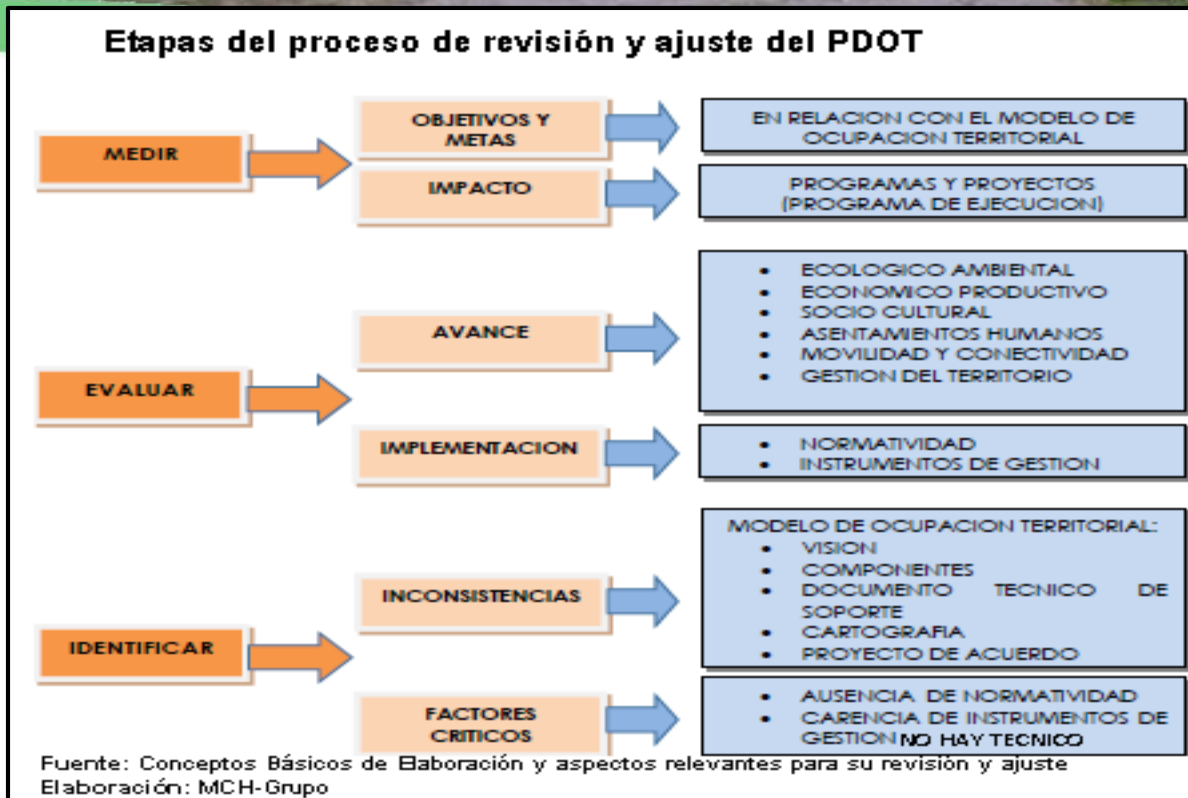 Etapas del proceso de revisión y ajuste del PDOT
MEDIR
OBJETIVOS Y
METAS
EN RELACION CON EL MODELO DE
OCUPACION TERRITORIAL
IMPACTO
PROGRAMAS Y PROYECTOS
(PROGRAMA DE EJECUCION)
EVALUAR
AVANCE
• ECOLOGICO AMBIENTAL
• ECONOMICO PRODUCTIVO
• SOCIO CULTURAL
• ASENTAMIENTOS HUMANOS
• MOVILIDAD Y CONECTIVIDAD
• GESTION DEL TERRITORIO
IMPLEMENTACION
• NORMATIVIDAD
• INSTRUMENTOS DE GESTION
IDENTIFICAR
INCONSISTENCIAS
MODELO DE OCUPACION TERRITORIAL:
• VISION
• COMPONENTES
• DOCUMENTO TECNICO DE
SOPORTE
• CARTOGRAFIA
• PROYECTO DE ACUERDO
FACTORES
CRITICOS
• AUSENCIA DE NORMATIVIDAD
• CARENCIA DE INSTRUMENTOS DE
GESTION NO HAY TECNICO
Fuente: Conceptos Básicos de Elaboración y aspectos relevantes para su revisión y ajuste
Elaboración: MCH-Grupo